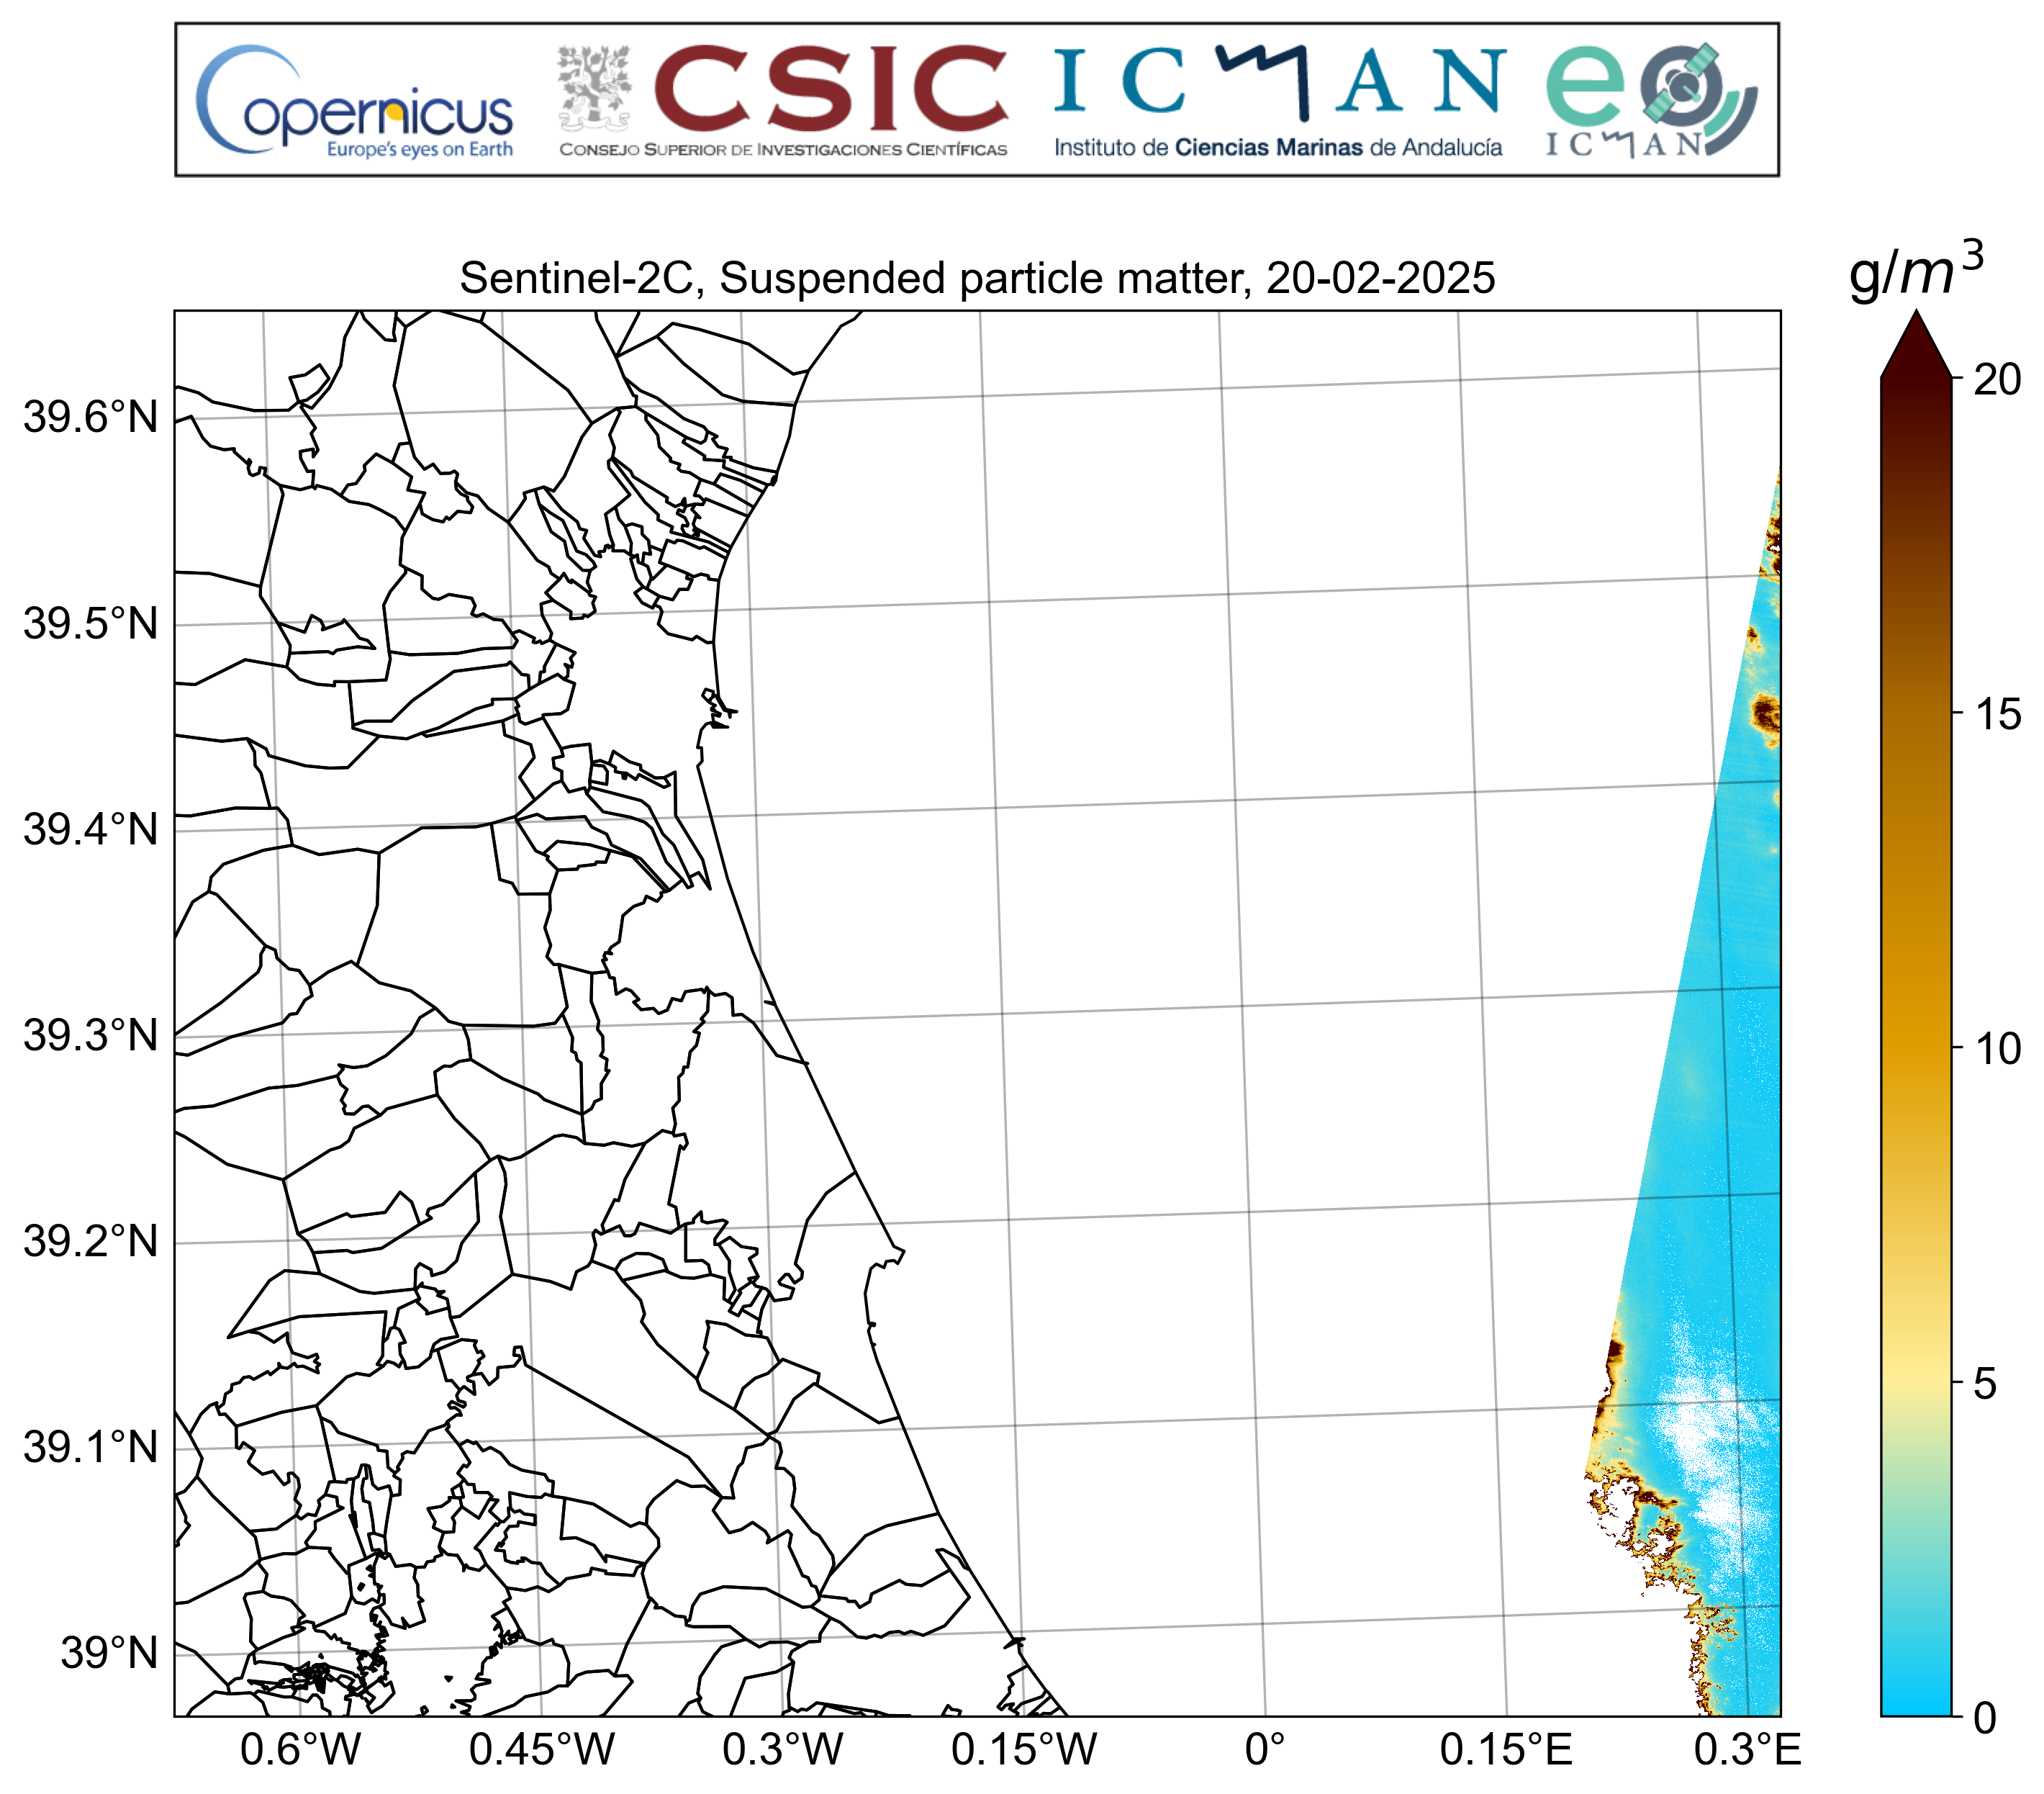 Copernicus
Europe's eyes on Earth
CSIC
CONSEJO SUPERIOR DE INVESTIGACIONES CIENTÍFICAS
ICMAN
Instituto de Ciencias Marinas de Andalucía
eo
ICMAN
Sentinel-2C, Suspended particle matter, 20-02-2025
g/m³
39.6°N
39.5°N
39.4°N
39.3°N
39.2°N
39.1°N
39°N
0.6°W
0.45°W
0.3°W
0.15°W
0°
0.15°E
0.3°E
20
15
10
5
0